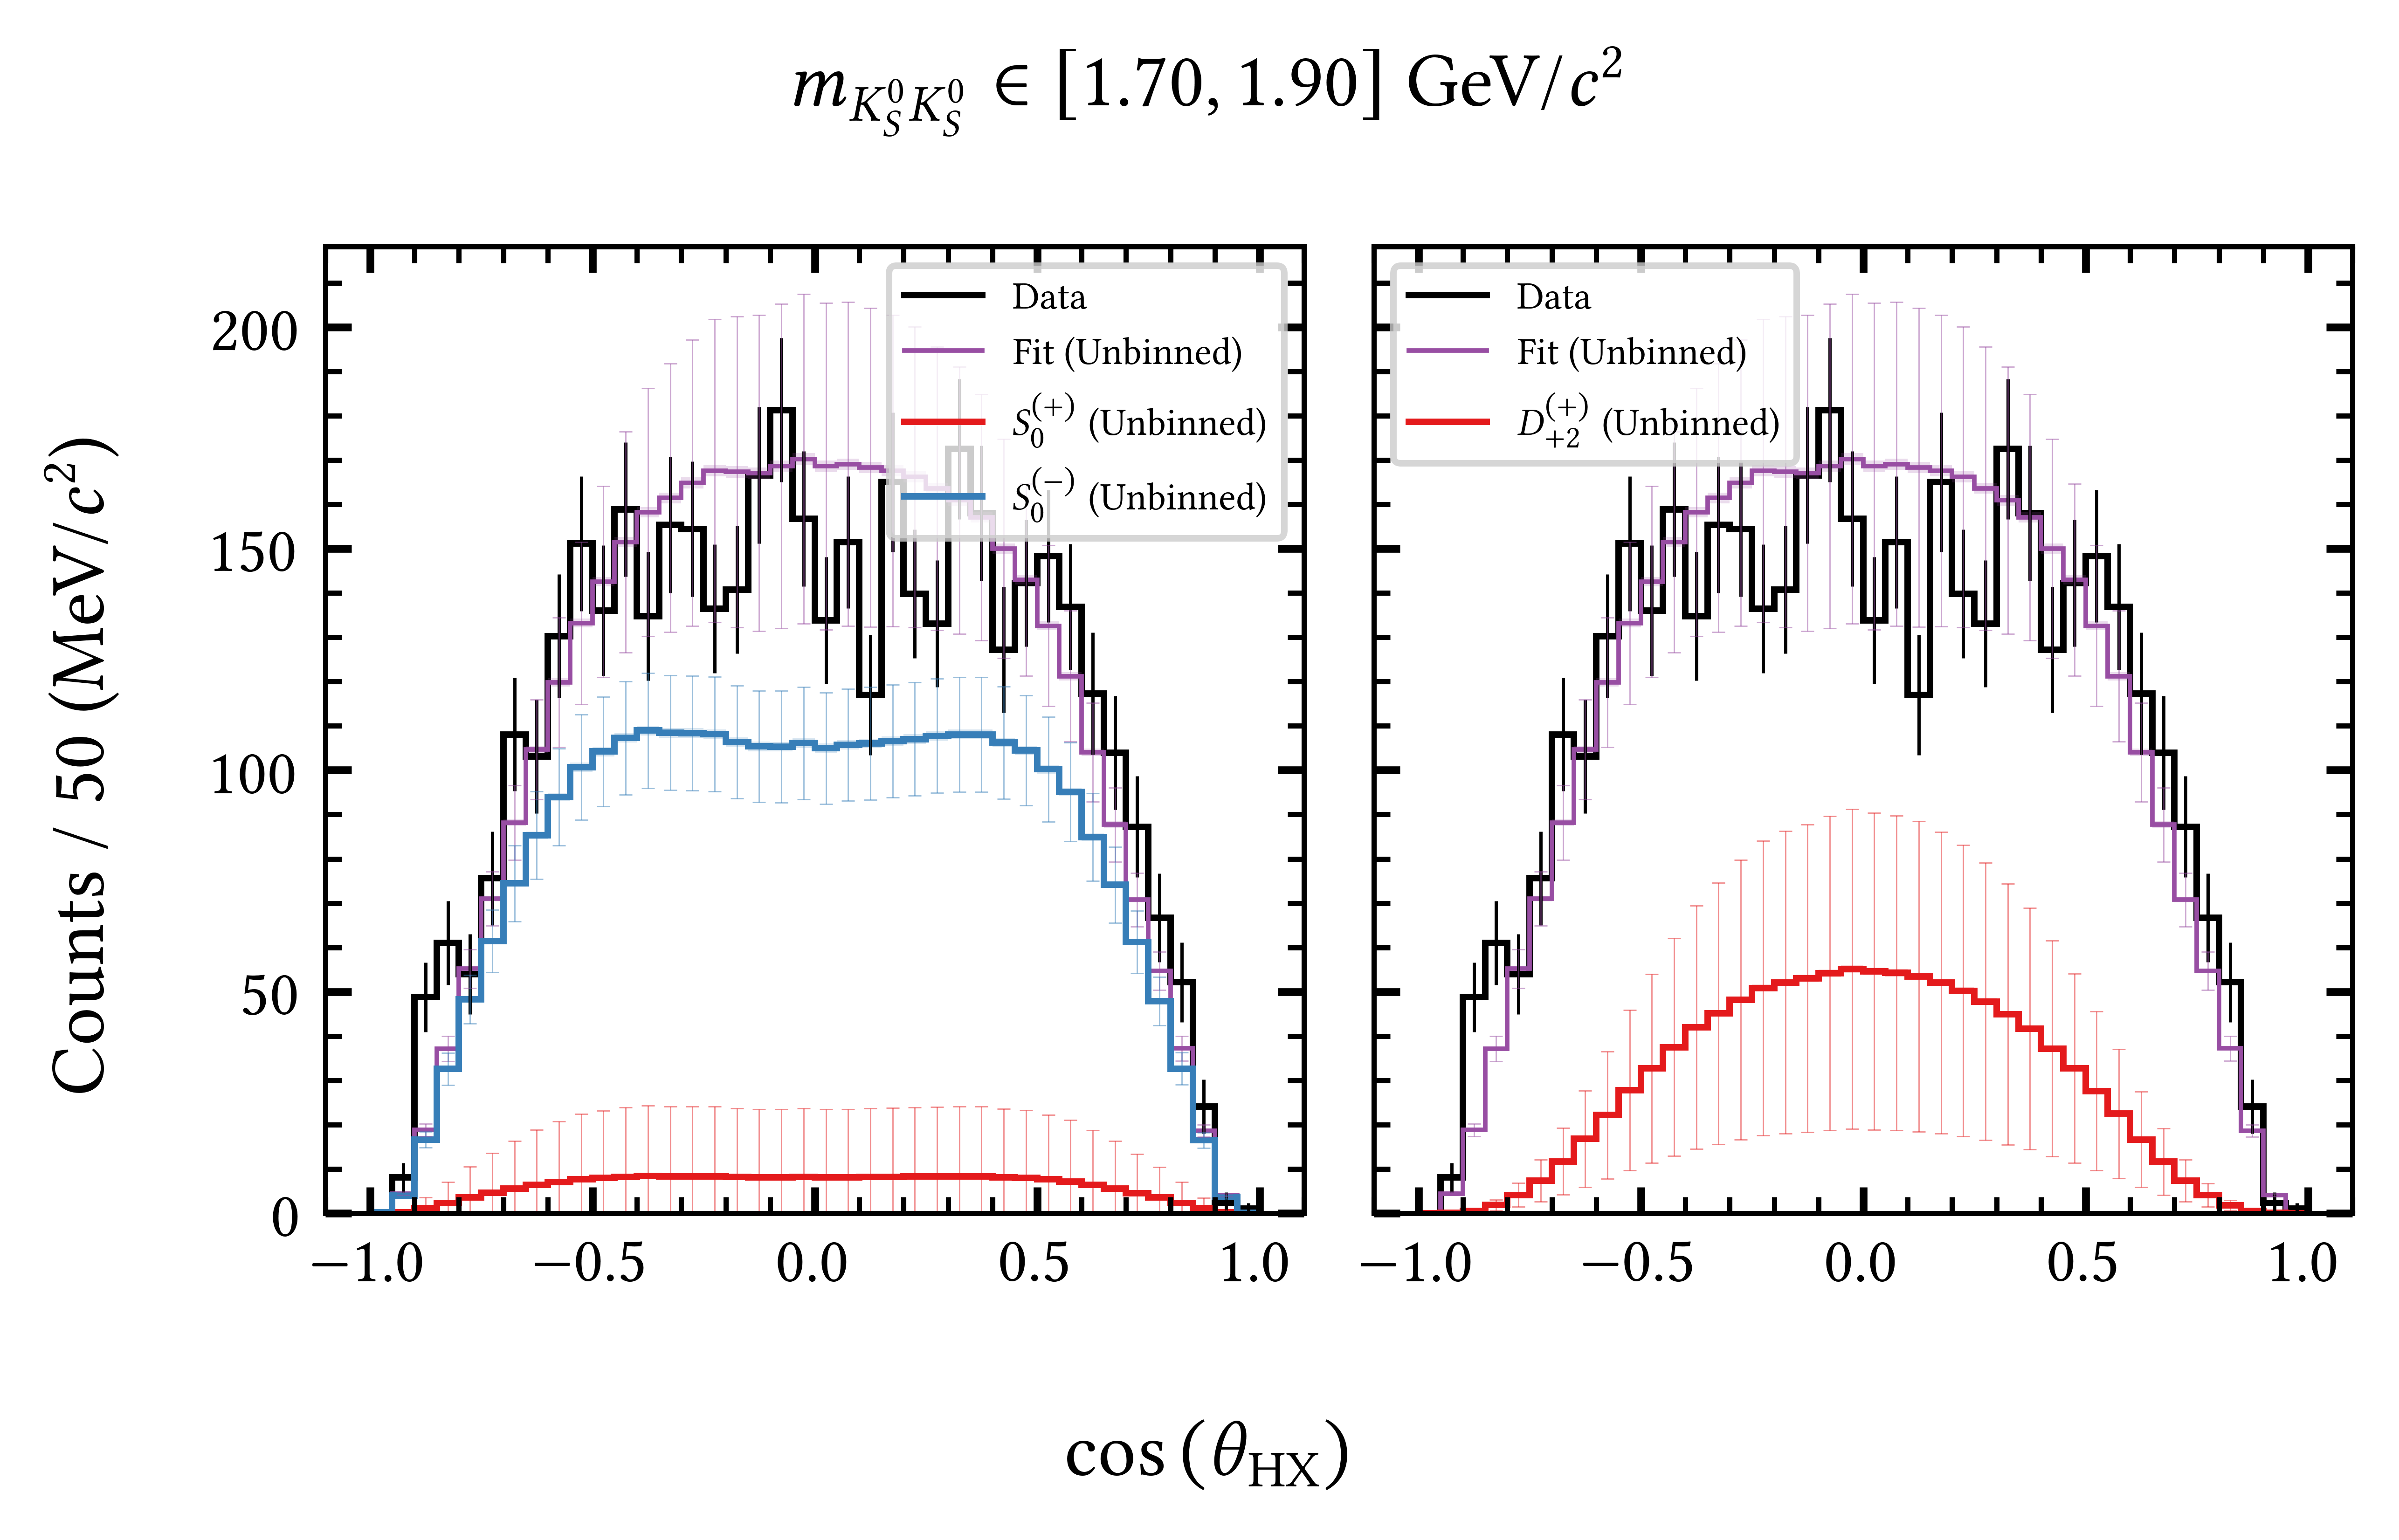 m_{K_S^0 K_S^0} ∈ [1.70, 1.90] GeV/c²
Counts / 50 (MeV/c²)
200
150
100
50
0
Data
Fit (Unbinned)
S_0^{(+)} (Unbinned)
S_0^{(−)} (Unbinned)
−1.0 −0.5 0.0 0.5 1.0
Data
Fit (Unbinned)
D_{+2}^{(+)} (Unbinned)
−1.0 −0.5 0.0 0.5 1.0
cos (θ_{HX})